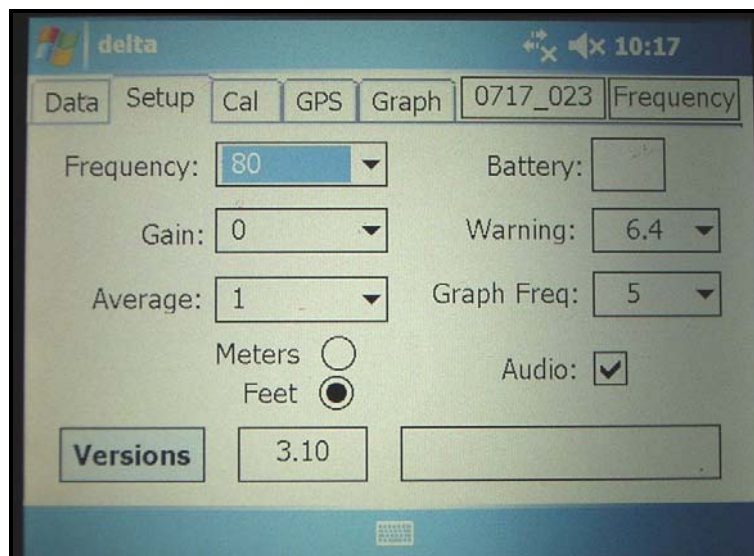 delta 10:17
Data Setup Cal GPS Graph 0717_023 Frequency
Frequency: 80 Battery:
Gain: 0 Warning: 6.4
Average: 1 Graph Freq: 5
Meters
Feet
Audio:
Versions 3.10